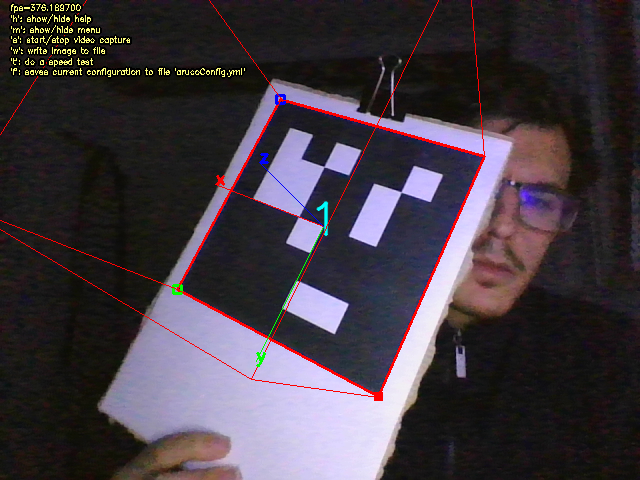 fps=376.169700
'h': show/hide help
'm': show/hide menu
's': start/stop video capture
'w': write image to file
't': do a speed test
'f': saves current configuration to file 'arucoConfig.yml'
z
x
1
y